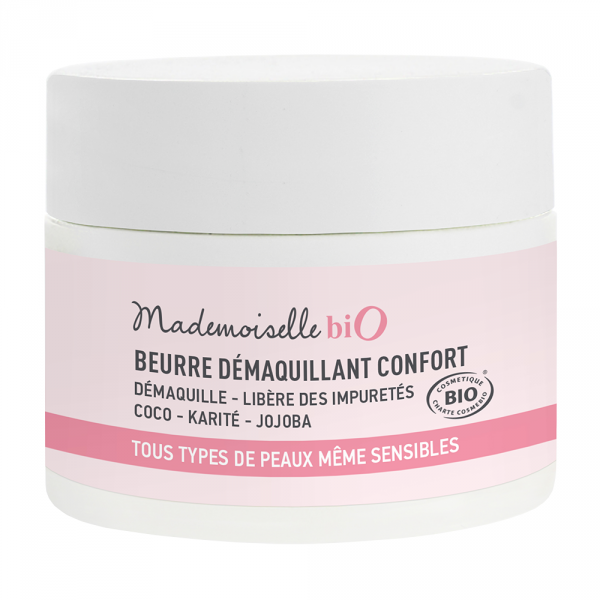 Mademoiselle biO
BEURRE DÉMAQUILLANT CONFORT
DÉMAQUILLE - LIBÈRE DES IMPURETÉS
COCO - KARITÉ - JOJOBA
COSMETIQUE
BIO
CHARTE COSMEBIO
TOUS TYPES DE PEAUX MÊME SENSIBLES